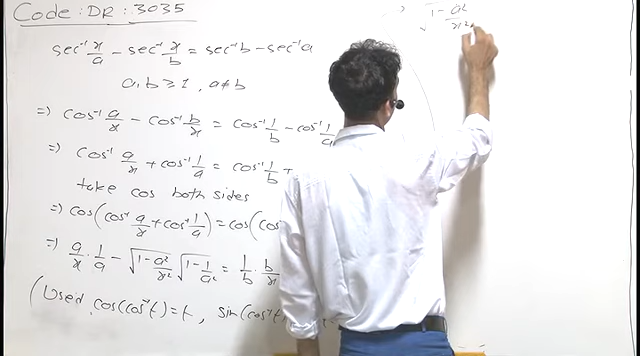 Code: DR: 3035
sec⁻¹ x/a − sec⁻¹ x/b = sec⁻¹b − sec⁻¹a
a, b ≥ 1, a≠b
⇒ cos⁻¹ a/x − cos⁻¹ b/x = cos⁻¹ 1/b − cos⁻¹ 1/a
⇒ cos⁻¹ a/x + cos⁻¹ 1/a = cos⁻¹ 1/b +
take cos both sides
⇒ cos(cos⁻¹ a/x + cos⁻¹ 1/a) = cos(cos
⇒ a/x · 1/a − √(1−a²/x²) √(1−1/a²) = 1/b · b/x
(Used cos(cos⁻¹t)=t, sin(cos⁻¹t)
√(1−a²/x²)